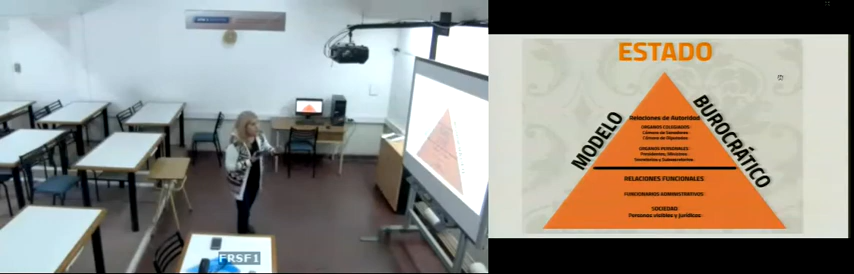 FRSF1
ESTADO
MODELO
BUROCRÁTICO
Relaciones de Autoridad
ORGANOS COLEGIADOS
Cámara de Senadores
Cámara de Diputados
ORGANOS PERSONALES
Presidentes, Ministros,
Secretarios y Subsecretarios
RELACIONES FUNCIONALES
FUNCIONARIOS ADMINISTRATIVOS
SOCIEDAD
Personas visibles y jurídicas